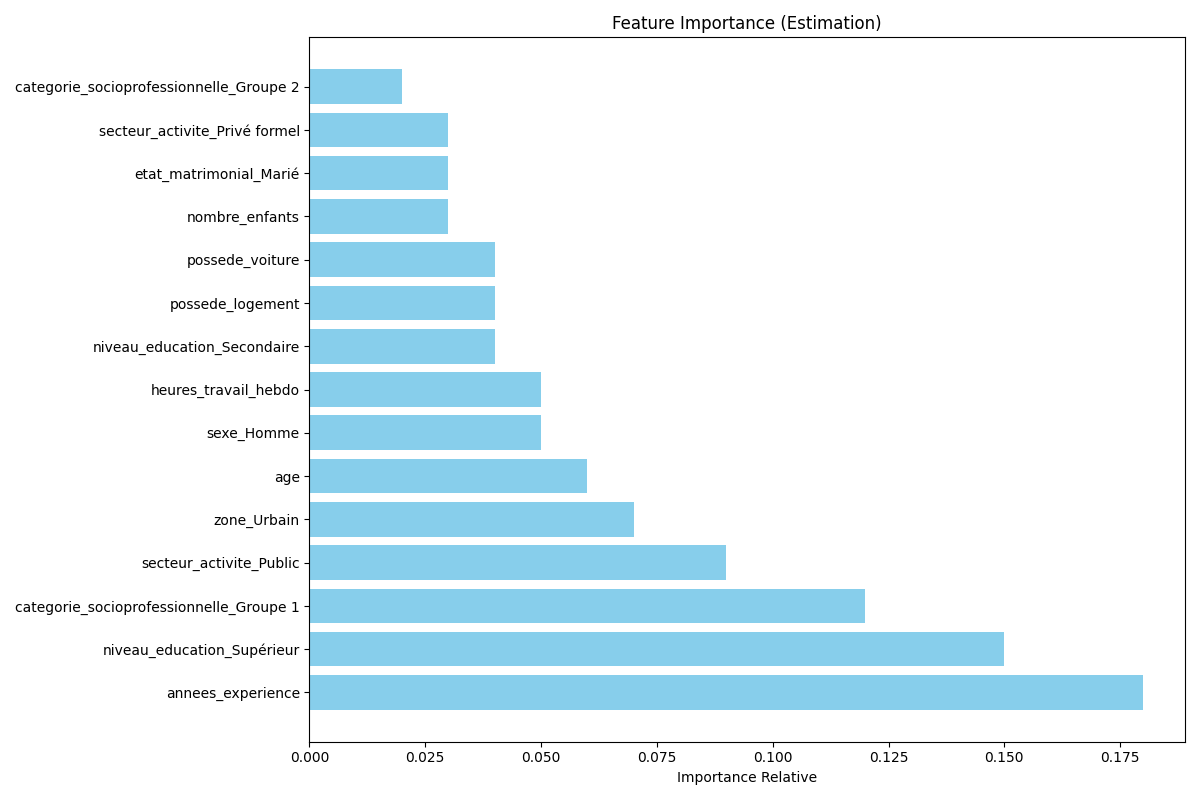 Feature Importance (Estimation)
categorie_socioprofessionnelle_Groupe 2
secteur_activite_Privé formel
etat_matrimonial_Marié
nombre_enfants
possede_voiture
possede_logement
niveau_education_Secondaire
heures_travail_hebdo
sexe_Homme
age
zone_Urbain
secteur_activite_Public
categorie_socioprofessionnelle_Groupe 1
niveau_education_Supérieur
annees_experience
0.000 0.025 0.050 0.075 0.100 0.125 0.150 0.175
Importance Relative